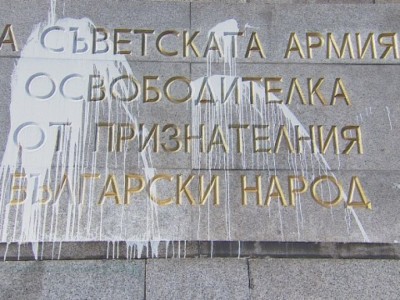 А СЪВЕТСКАТА АРМИЯ
ОСВОБОДИТЕЛКА
ОТ ПРИЗНАТЕЛНИЯ
БЪЛГАРСКИ НАРОД